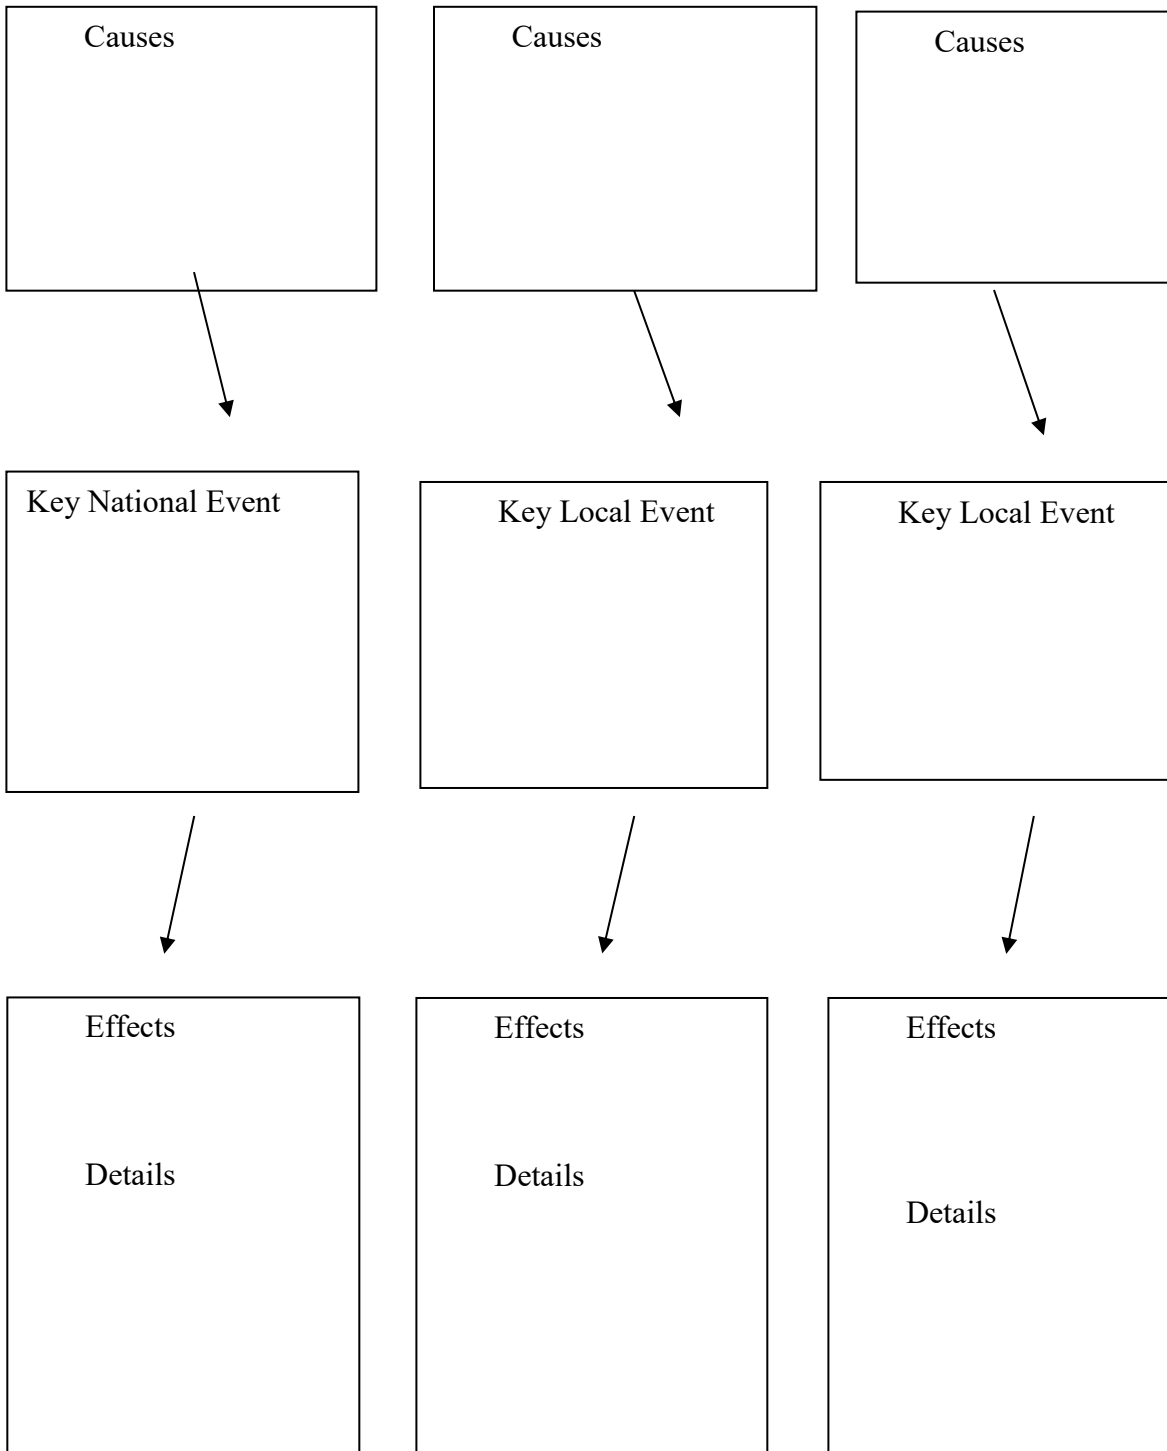 Causes
Causes
Causes
Key National Event
Key Local Event
Key Local Event
Effects
Effects
Effects
Details
Details
Details